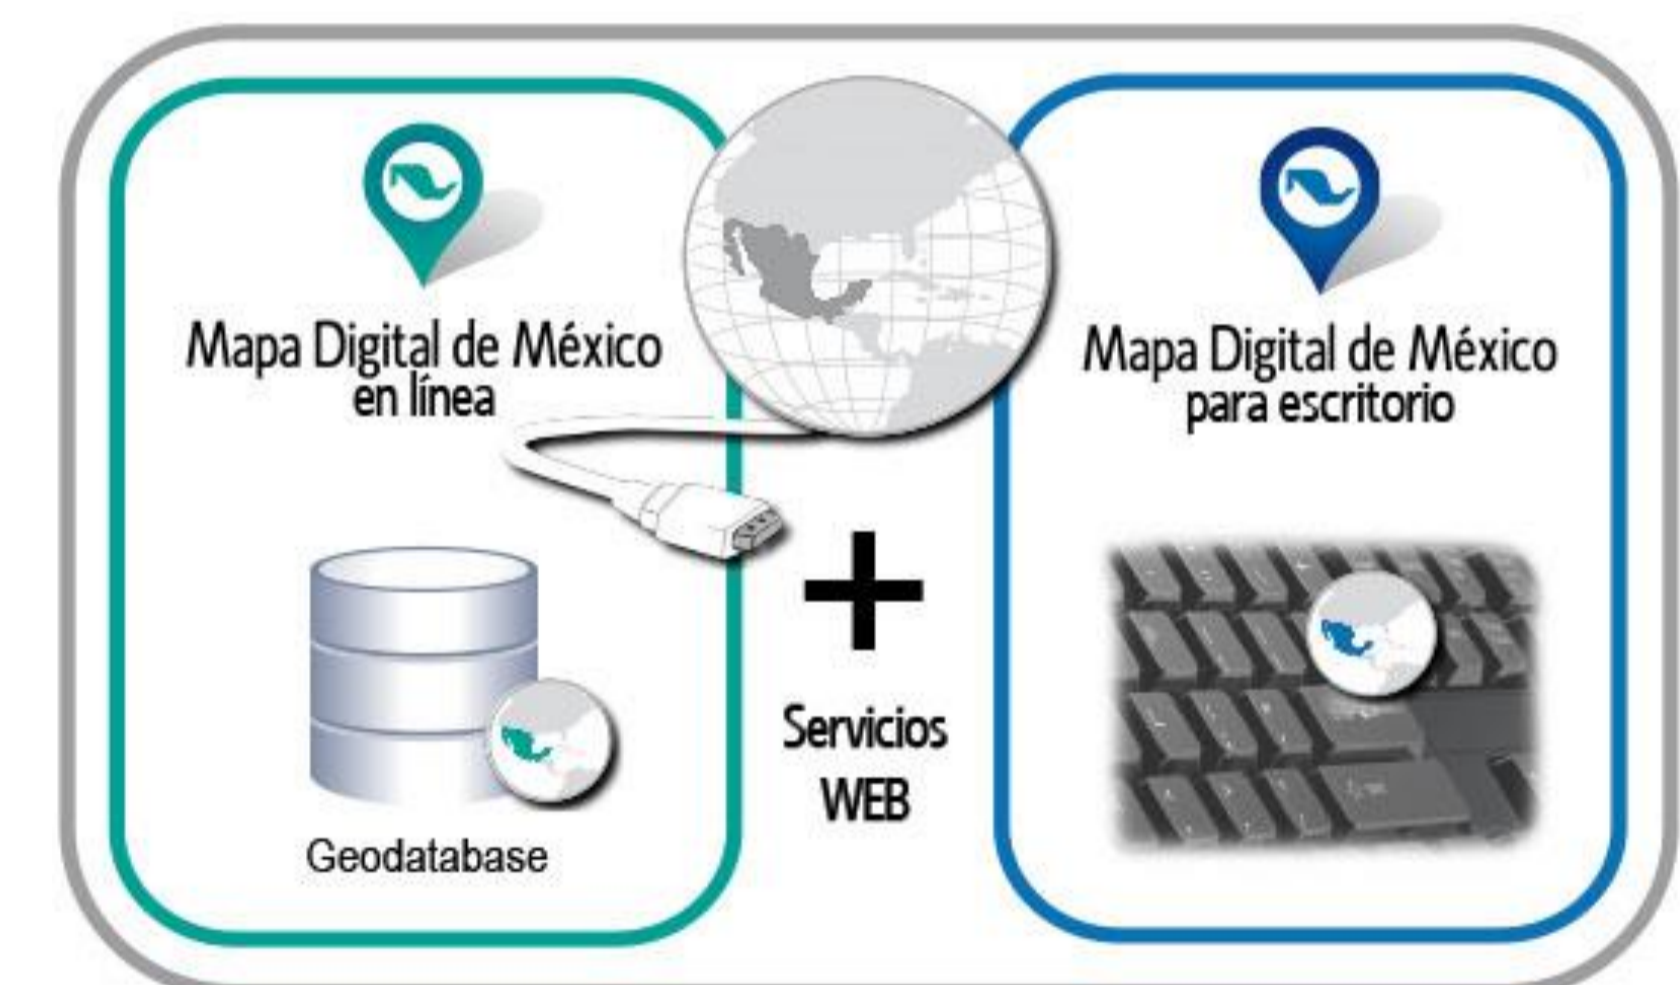 Mapa Digital de México
en línea
Geodatabase
Servicios
WEB
Mapa Digital de México
para escritorio